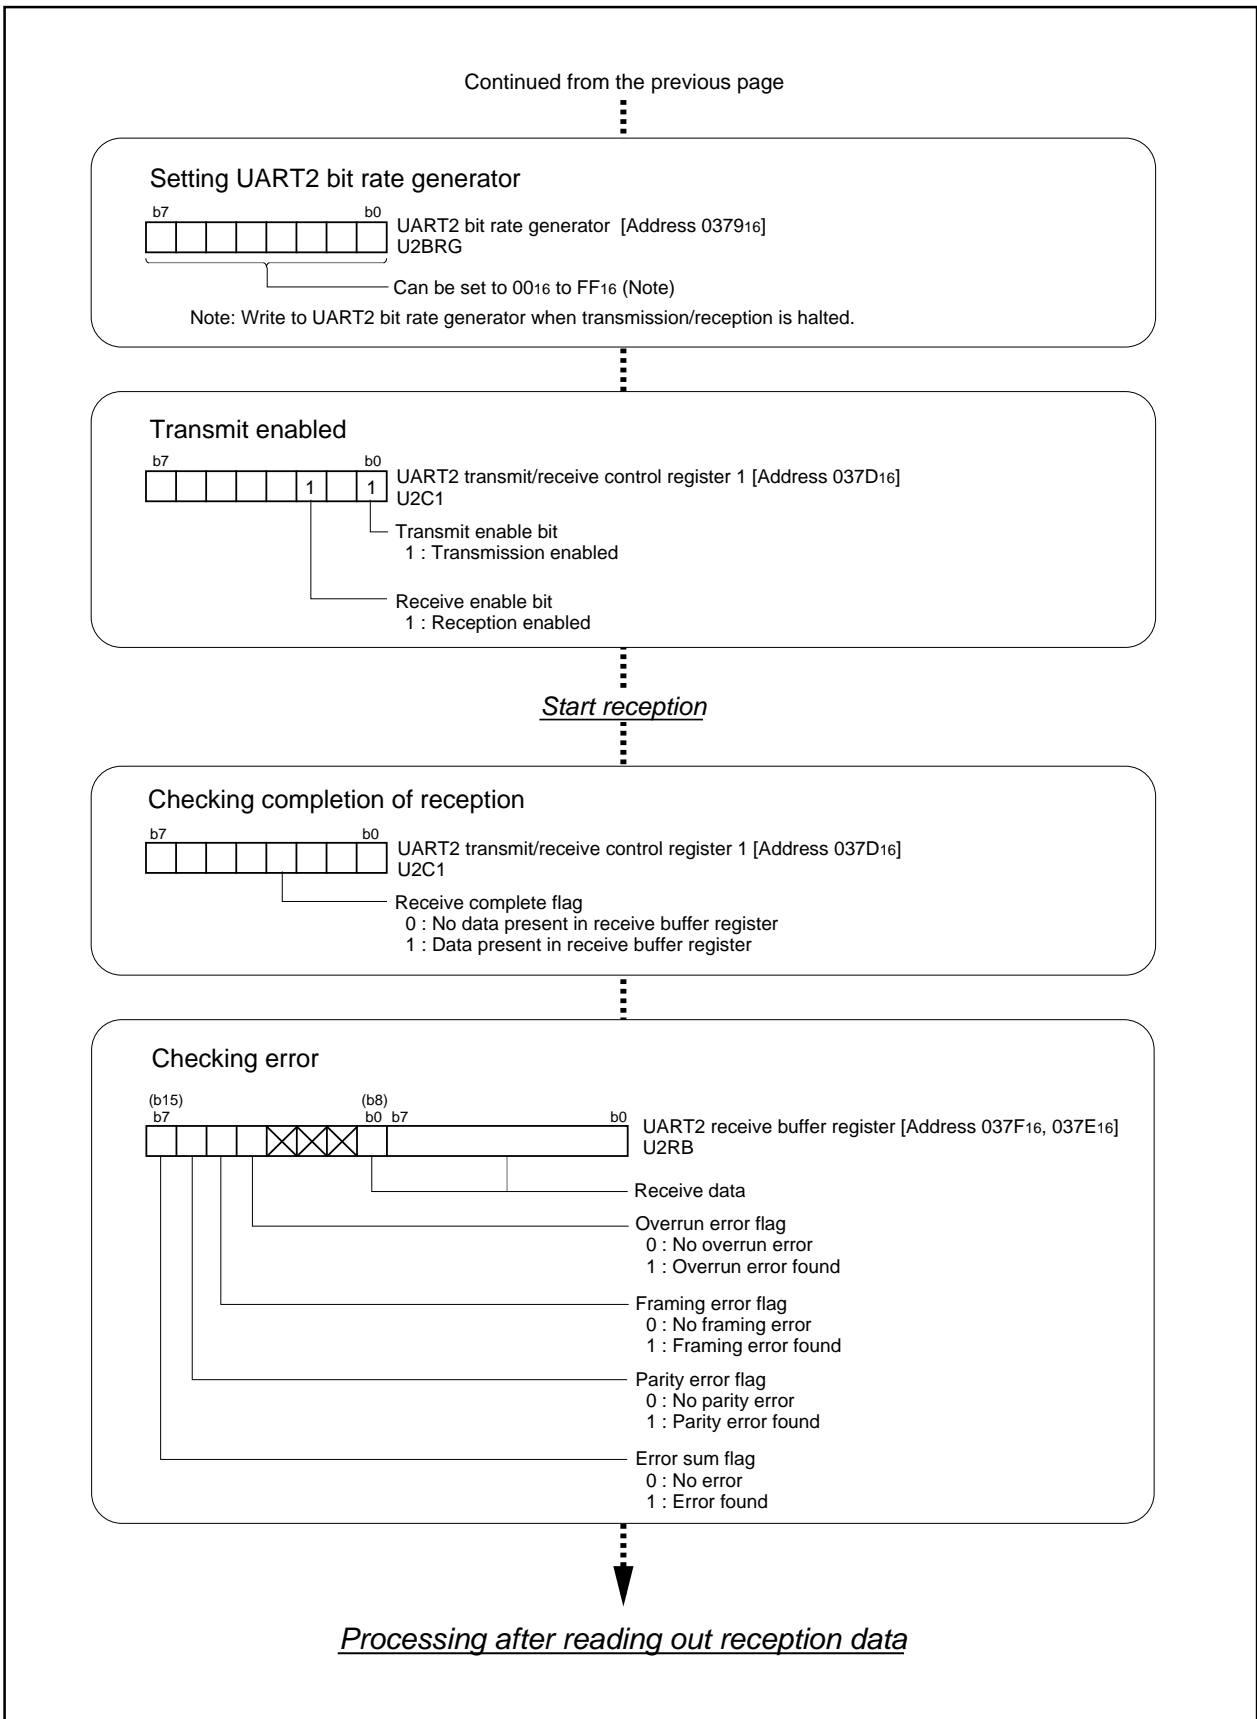 Continued from the previous page
Setting UART2 bit rate generator
b7 b0
UART2 bit rate generator [Address 037916]
U2BRG
Can be set to 0016 to FF16 (Note)
Note: Write to UART2 bit rate generator when transmission/reception is halted.
Transmit enabled
b7 b0
1 1
UART2 transmit/receive control register 1 [Address 037D16]
U2C1
Transmit enable bit
1 : Transmission enabled
Receive enable bit
1 : Reception enabled
Start reception
Checking completion of reception
b7 b0
UART2 transmit/receive control register 1 [Address 037D16]
U2C1
Receive complete flag
0 : No data present in receive buffer register
1 : Data present in receive buffer register
Checking error
(b15) (b8)
b7 b0 b7 b0
UART2 receive buffer register [Address 037F16, 037E16]
U2RB
Receive data
Overrun error flag
0 : No overrun error
1 : Overrun error found
Framing error flag
0 : No framing error
1 : Framing error found
Parity error flag
0 : No parity error
1 : Parity error found
Error sum flag
0 : No error
1 : Error found
Processing after reading out reception data